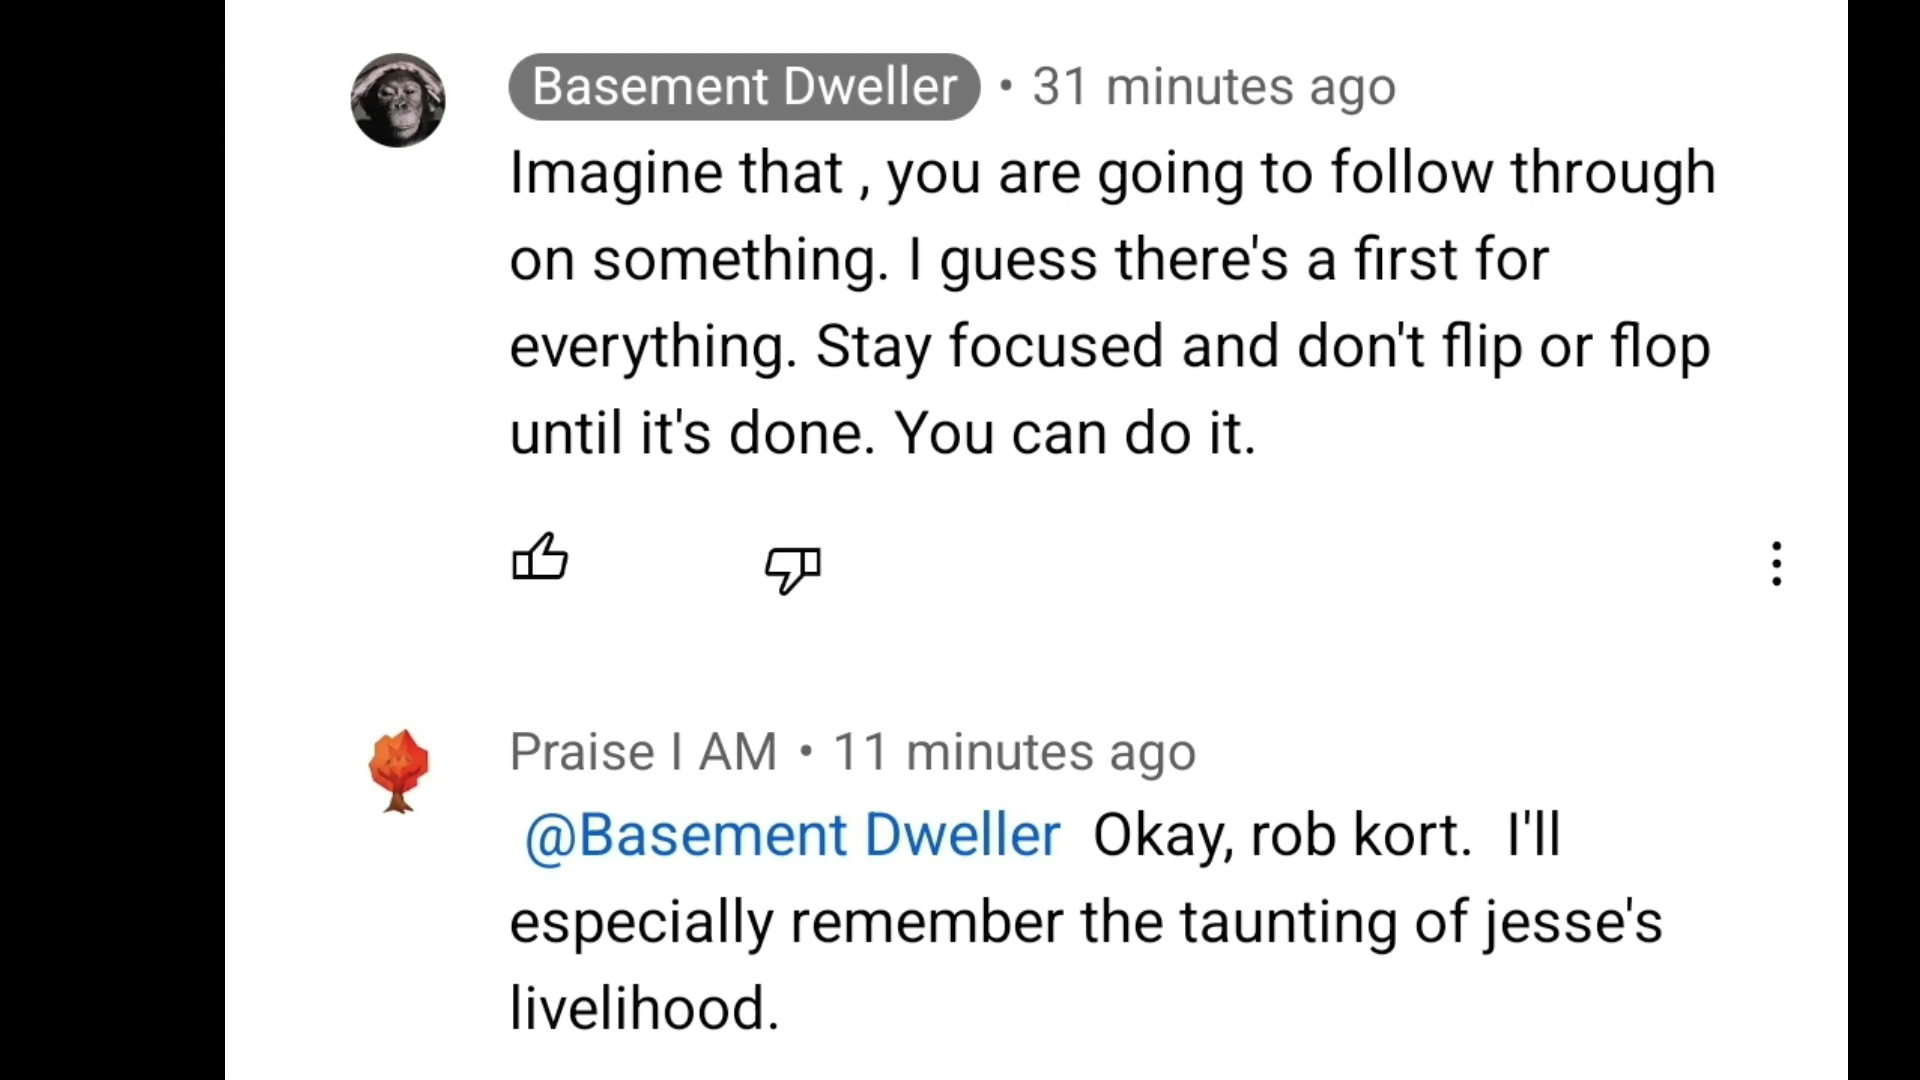 Basement Dweller • 31 minutes ago
Imagine that , you are going to follow through
on something. I guess there's a first for
everything. Stay focused and don't flip or flop
until it's done. You can do it.
Praise I AM • 11 minutes ago
@Basement Dweller Okay, rob kort. I'll
especially remember the taunting of jesse's
livelihood.